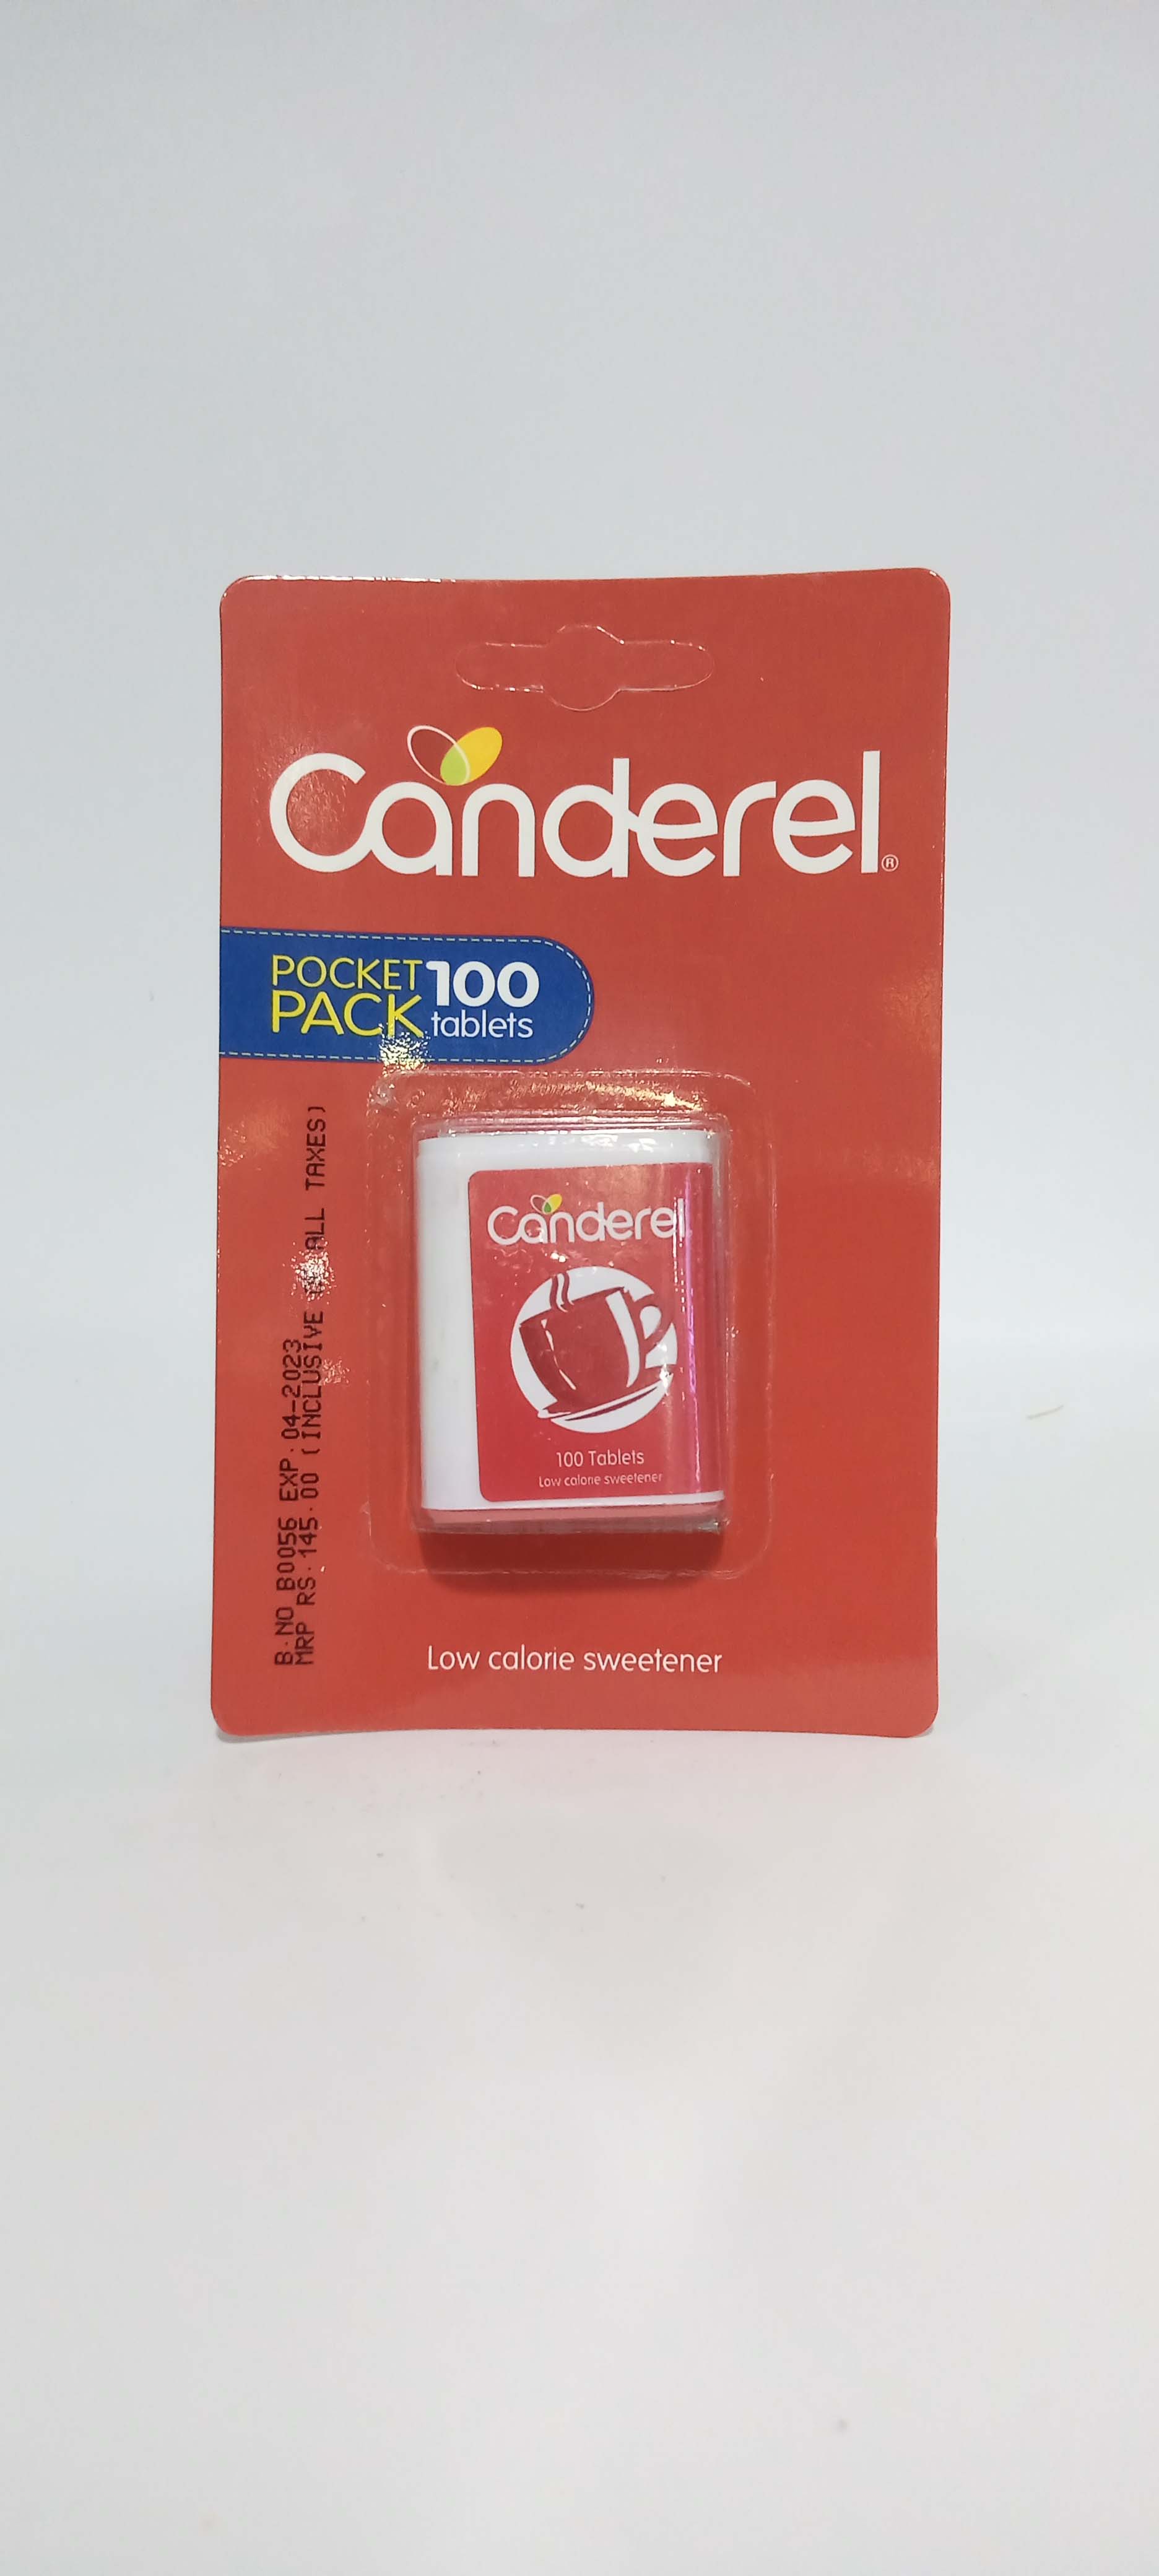 Canderel®
POCKET 100
PACK tablets
Canderel
100 Tablets
Low calorie sweetener
B.NO B0056 EXP.04-2023
MRP RS.145.00 (INCLUSIVE ALL TAXES)
Low calorie sweetener